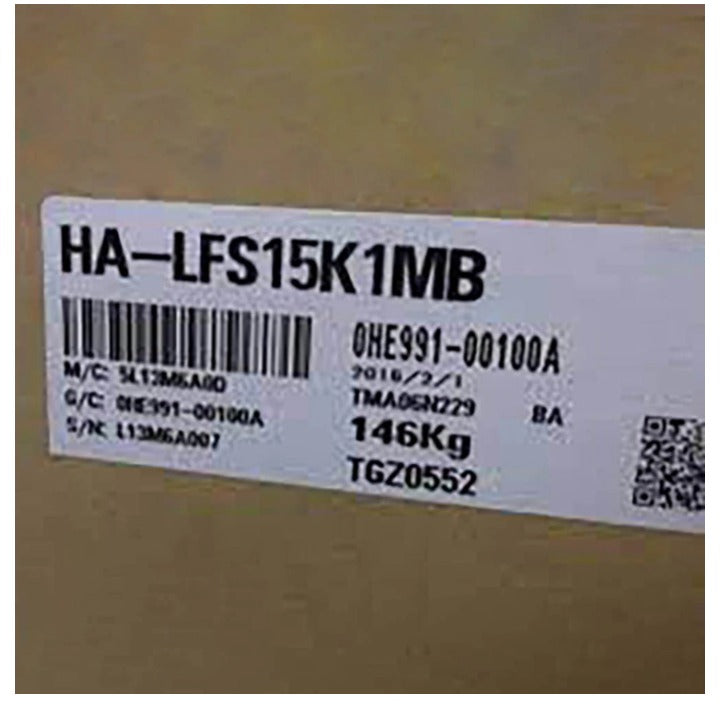 HA-LFS15K1MB
0HE991-00100A
2016/2/1
M/C: 5L13M6A0D
TMA06N229 BA
G/C: 0HE991-00100A
146Kg
S/N: L13M6A007
TGZ0552